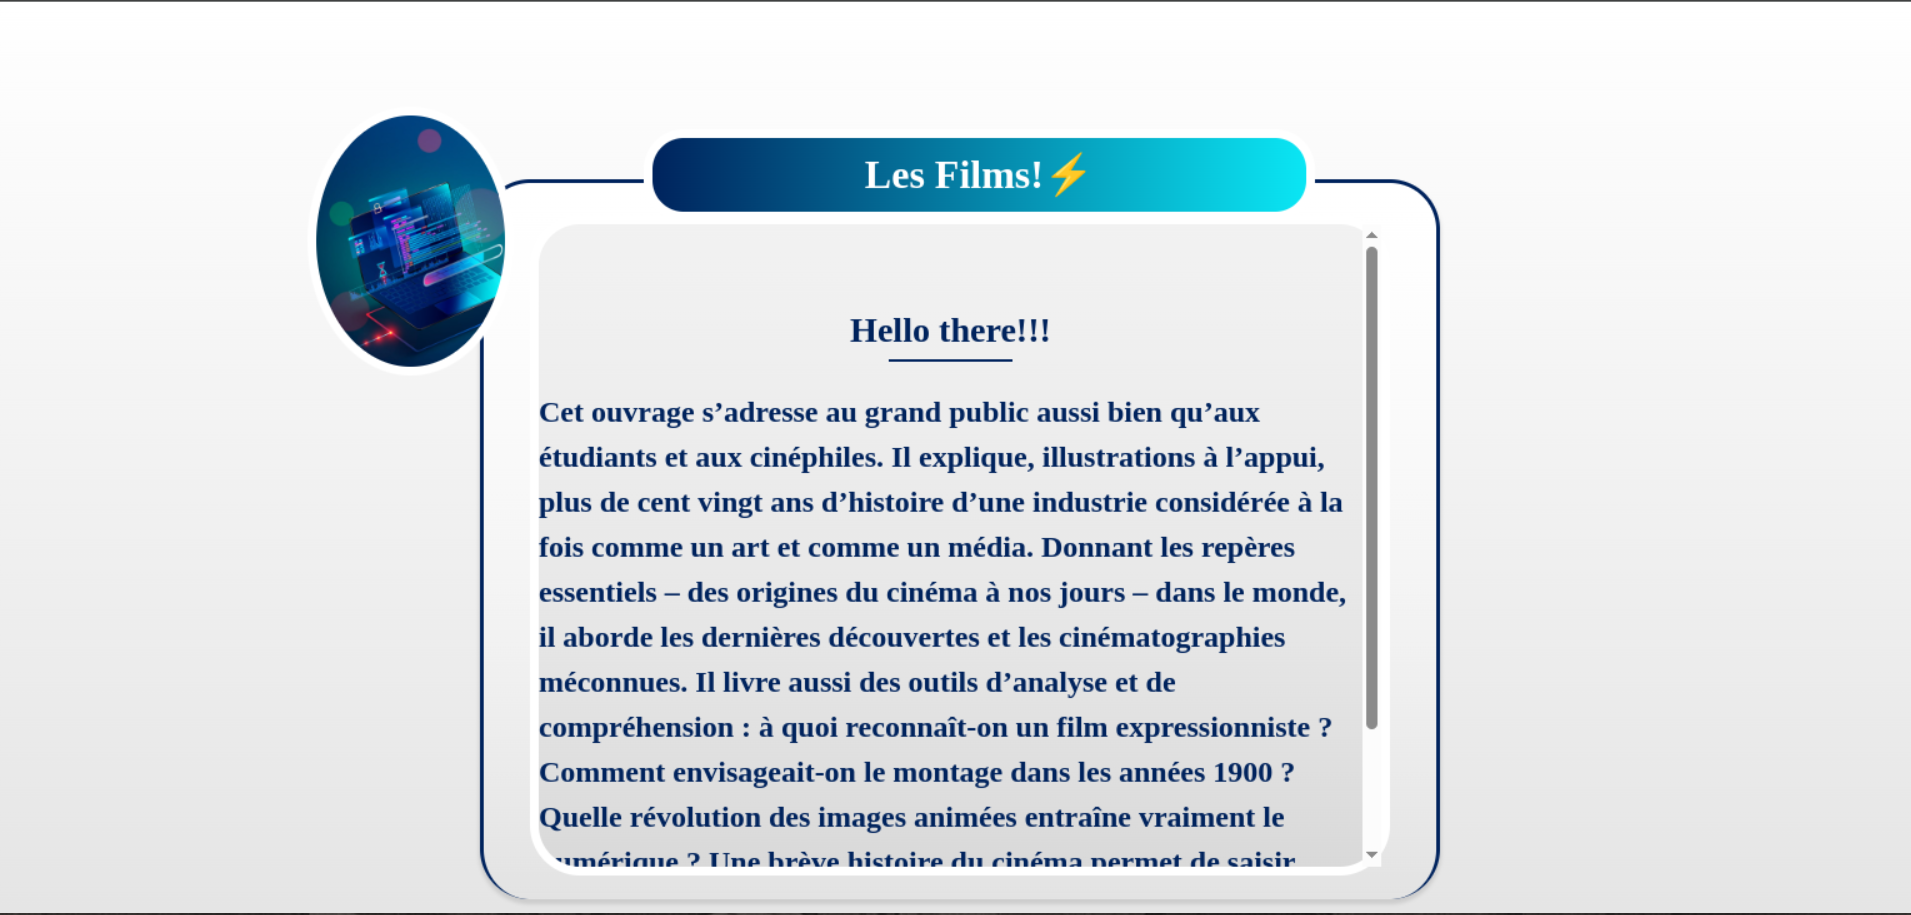 Les Films!⚡
Hello there!!!
Cet ouvrage s’adresse au grand public aussi bien qu’aux
étudiants et aux cinéphiles. Il explique, illustrations à l’appui,
plus de cent vingt ans d’histoire d’une industrie considérée à la
fois comme un art et comme un média. Donnant les repères
essentiels – des origines du cinéma à nos jours – dans le monde,
il aborde les dernières découvertes et les cinématographies
méconnues. Il livre aussi des outils d’analyse et de
compréhension : à quoi reconnaît-on un film expressionniste ?
Comment envisageait-on le montage dans les années 1900 ?
Quelle révolution des images animées entraîne vraiment le
numérique ? Une brève histoire du cinéma permet de saisir